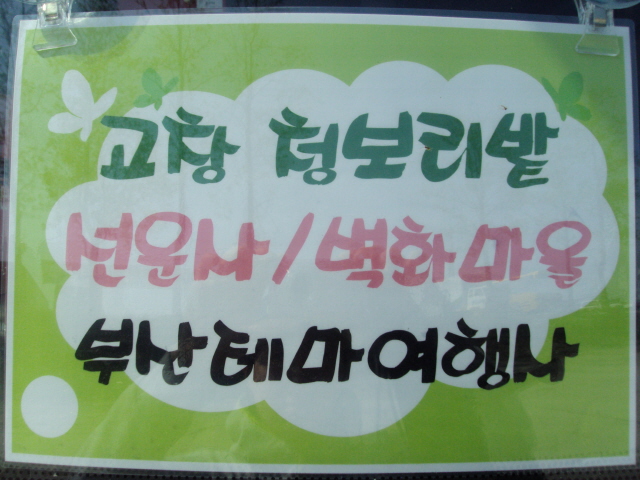 고창 청보리밭
선운사/벽화마을
부산테마여행사